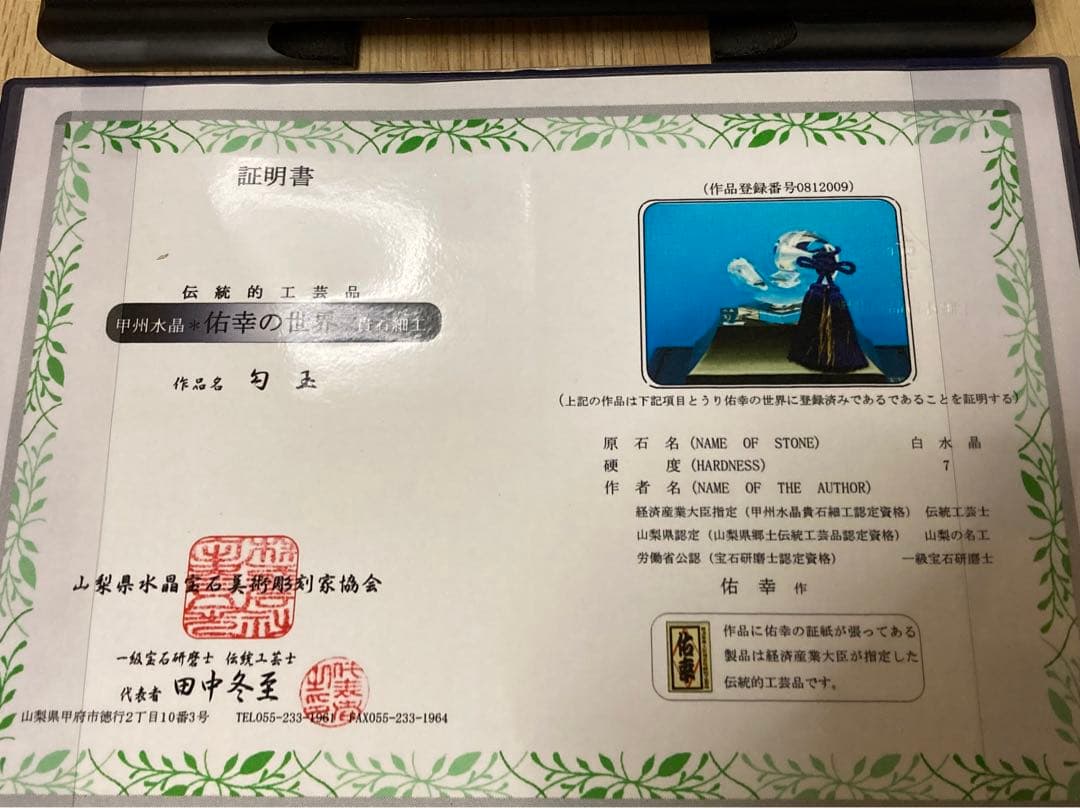 証明書
伝統的工芸品
甲州水晶＊佑幸の世界 貴石細工
作品名 勾玉
山梨県水晶宝石美術彫刻家協会
一級宝石研磨士 伝統工芸士
代表者 田中冬至
山梨県甲府市徳行2丁目10番3号 TEL055-233-1961 FAX055-233-1964
(作品登録番号0812009)
(上記の作品は下記項目とうり佑幸の世界に登録済みであるであることを証明する)
原石名 (NAME OF STONE) 白水晶
硬度 (HARDNESS) 7
作者名 (NAME OF THE AUTHOR)
経済産業大臣指定 (甲州水晶貴石細工認定資格) 伝統工芸士
山梨県認定 (山梨県郷土伝統工芸品認定資格) 山梨の名工
労働省公認 (宝石研磨士認定資格) 一級宝石研磨士
佑幸 作
佑幸
作品に佑幸の証紙が張ってある
製品は経済産業大臣が指定した
伝統的工芸品です。